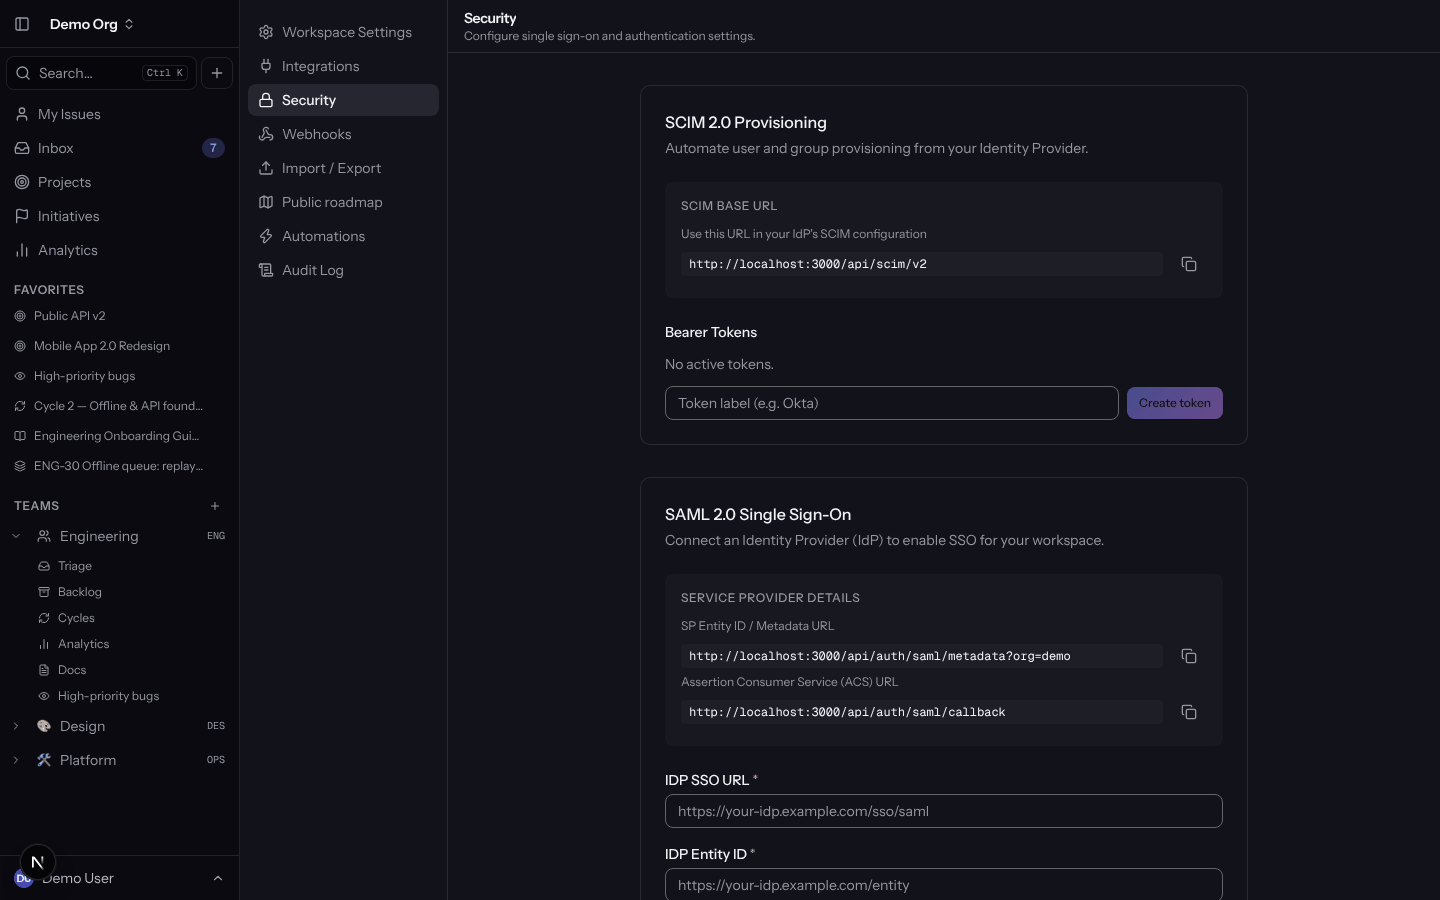 Demo Org
Search...
Ctrl K
My Issues
Inbox
7
Projects
Initiatives
Analytics
FAVORITES
Public API v2
Mobile App 2.0 Redesign
High-priority bugs
Cycle 2 — Offline & API found...
Engineering Onboarding Gui...
ENG-30 Offline queue: replay...
TEAMS
Engineering
ENG
Triage
Backlog
Cycles
Analytics
Docs
High-priority bugs
Design
DES
Platform
OPS
Demo User
Workspace Settings
Integrations
Security
Webhooks
Import / Export
Public roadmap
Automations
Audit Log
Security
Configure single sign-on and authentication settings.
SCIM 2.0 Provisioning
Automate user and group provisioning from your Identity Provider.
SCIM BASE URL
Use this URL in your IdP's SCIM configuration
http://localhost:3000/api/scim/v2
Bearer Tokens
No active tokens.
Token label (e.g. Okta)
Create token
SAML 2.0 Single Sign-On
Connect an Identity Provider (IdP) to enable SSO for your workspace.
SERVICE PROVIDER DETAILS
SP Entity ID / Metadata URL
http://localhost:3000/api/auth/saml/metadata?org=demo
Assertion Consumer Service (ACS) URL
http://localhost:3000/api/auth/saml/callback
IDP SSO URL *
https://your-idp.example.com/sso/saml
IDP Entity ID *
https://your-idp.example.com/entity